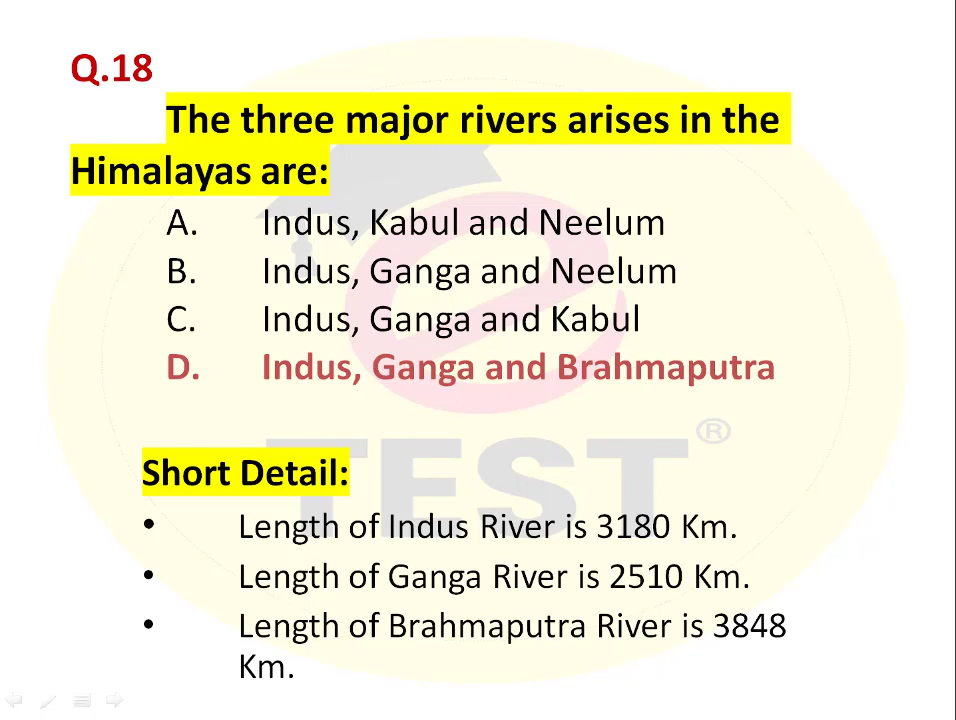 Q.18
The three major rivers arises in the
Himalayas are:
A. Indus, Kabul and Neelum
B. Indus, Ganga and Neelum
C. Indus, Ganga and Kabul
D. Indus, Ganga and Brahmaputra
TEST®
Short Detail:
• Length of Indus River is 3180 Km.
• Length of Ganga River is 2510 Km.
• Length of Brahmaputra River is 3848
Km.